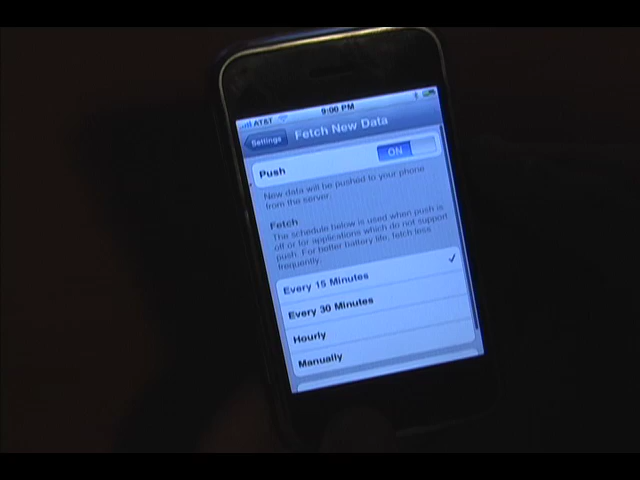 AT&T 9:00 PM
Settings Fetch New Data
Push ON
New data will be pushed to your phone
from the server.
Fetch
The schedule below is used when push is
off or for applications which do not support
push. For better battery life, fetch less
frequently.
Every 15 Minutes
Every 30 Minutes
Hourly
Manually